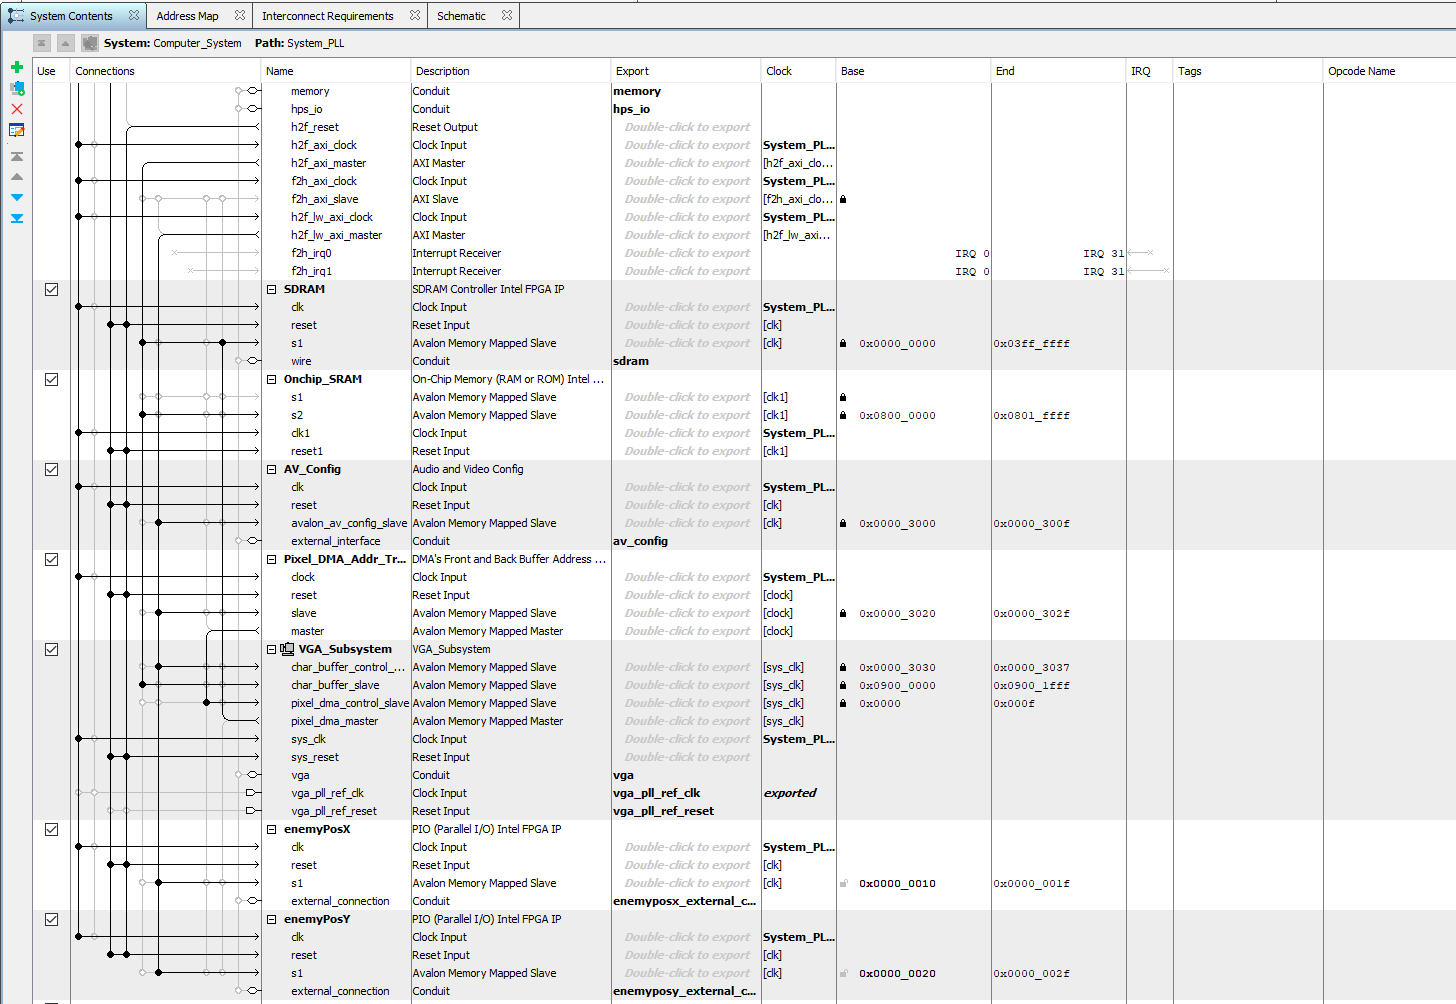 System Contents Address Map Interconnect Requirements Schematic
System: Computer_System Path: System_PLL
Use Connections Name Description Export Clock Base End IRQ Tags Opcode Name
memory Conduit memory
hps_io Conduit hps_io
h2f_reset Reset Output Double-click to export
h2f_axi_clock Clock Input Double-click to export System_PL...
h2f_axi_master AXI Master Double-click to export [h2f_axi_clo...
f2h_axi_clock Clock Input Double-click to export System_PL...
f2h_axi_slave AXI Slave Double-click to export [f2h_axi_clo...
h2f_lw_axi_clock Clock Input Double-click to export System_PL...
h2f_lw_axi_master AXI Master Double-click to export [h2f_lw_axi...
f2h_irq0 Interrupt Receiver Double-click to export IRQ 0 IRQ 31
f2h_irq1 Interrupt Receiver Double-click to export IRQ 0 IRQ 31
SDRAM SDRAM Controller Intel FPGA IP
clk Clock Input Double-click to export System_PL...
reset Reset Input Double-click to export [clk]
s1 Avalon Memory Mapped Slave Double-click to export [clk] 0x0000_0000 0x03ff_ffff
wire Conduit sdram
Onchip_SRAM On-Chip Memory (RAM or ROM) Intel ...
s1 Avalon Memory Mapped Slave Double-click to export [clk1]
s2 Avalon Memory Mapped Slave Double-click to export [clk1] 0x0800_0000 0x0801_ffff
clk1 Clock Input Double-click to export System_PL...
reset1 Reset Input Double-click to export [clk1]
AV_Config Audio and Video Config
clk Clock Input Double-click to export System_PL...
reset Reset Input Double-click to export [clk]
avalon_av_config_slave Avalon Memory Mapped Slave Double-click to export [clk] 0x0000_3000 0x0000_300f
external_interface Conduit av_config
Pixel_DMA_Addr_Tr... DMA's Front and Back Buffer Address ...
clock Clock Input Double-click to export System_PL...
reset Reset Input Double-click to export [clock]
slave Avalon Memory Mapped Slave Double-click to export [clock] 0x0000_3020 0x0000_302f
master Avalon Memory Mapped Master Double-click to export [clock]
VGA_Subsystem VGA_Subsystem
char_buffer_control_... Avalon Memory Mapped Slave Double-click to export [sys_clk] 0x0000_3030 0x0000_3037
char_buffer_slave Avalon Memory Mapped Slave Double-click to export [sys_clk] 0x0900_0000 0x0900_1fff
pixel_dma_control_slave Avalon Memory Mapped Slave Double-click to export [sys_clk] 0x0000 0x000f
pixel_dma_master Avalon Memory Mapped Master Double-click to export [sys_clk]
sys_clk Clock Input Double-click to export System_PL...
sys_reset Reset Input Double-click to export
vga Conduit vga
vga_pll_ref_clk Clock Input vga_pll_ref_clk exported
vga_pll_ref_reset Reset Input vga_pll_ref_reset
enemyPosX PIO (Parallel I/O) Intel FPGA IP
clk Clock Input Double-click to export System_PL...
reset Reset Input Double-click to export [clk]
s1 Avalon Memory Mapped Slave Double-click to export [clk] 0x0000_0010 0x0000_001f
external_connection Conduit enemyposx_external_c...
enemyPosY PIO (Parallel I/O) Intel FPGA IP
clk Clock Input Double-click to export System_PL...
reset Reset Input Double-click to export [clk]
s1 Avalon Memory Mapped Slave Double-click to export [clk] 0x0000_0020 0x0000_002f
external_connection Conduit enemyposy_external_c...